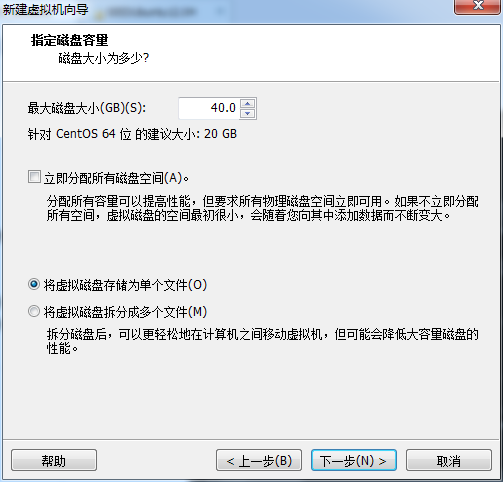 新建虚拟机向导
指定磁盘容量
磁盘大小为多少?
最大磁盘大小(GB)(S): 40.0
针对 CentOS 64 位 的建议大小: 20 GB
立即分配所有磁盘空间(A)。
分配所有容量可以提高性能，但要求所有物理磁盘空间立即可用。如果不立即分配
所有空间，虚拟磁盘的空间最初很小，会随着您向其中添加数据而不断变大。
将虚拟磁盘存储为单个文件(O)
将虚拟磁盘拆分成多个文件(M)
拆分磁盘后，可以更轻松地在计算机之间移动虚拟机，但可能会降低大容量磁盘的
性能。
帮助 < 上一步(B) 下一步(N) > 取消